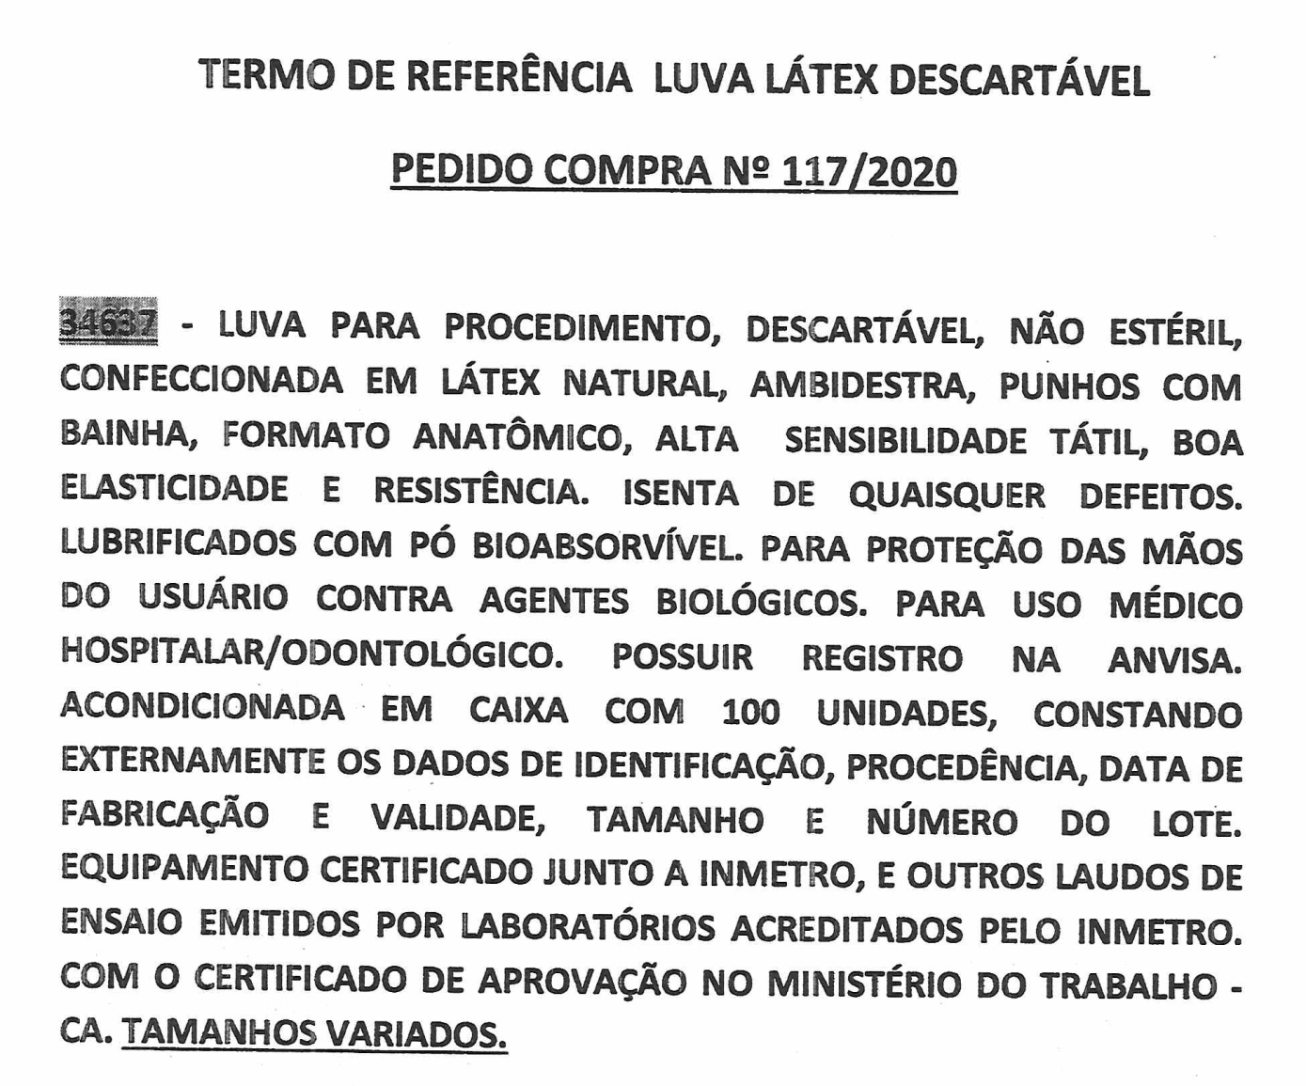 TERMO DE REFERÊNCIA LUVA LÁTEX DESCARTÁVEL
PEDIDO COMPRA Nº 117/2020
34637 - LUVA PARA PROCEDIMENTO, DESCARTÁVEL, NÃO ESTÉRIL,
CONFECCIONADA EM LÁTEX NATURAL, AMBIDESTRA, PUNHOS COM
BAINHA, FORMATO ANATÔMICO, ALTA SENSIBILIDADE TÁTIL, BOA
ELASTICIDADE E RESISTÊNCIA. ISENTA DE QUAISQUER DEFEITOS.
LUBRIFICADOS COM PÓ BIOABSORVÍVEL. PARA PROTEÇÃO DAS MÃOS
DO USUÁRIO CONTRA AGENTES BIOLÓGICOS. PARA USO MÉDICO
HOSPITALAR/ODONTOLÓGICO. POSSUIR REGISTRO NA ANVISA.
ACONDICIONADA EM CAIXA COM 100 UNIDADES, CONSTANDO
EXTERNAMENTE OS DADOS DE IDENTIFICAÇÃO, PROCEDÊNCIA, DATA DE
FABRICAÇÃO E VALIDADE, TAMANHO E NÚMERO DO LOTE.
EQUIPAMENTO CERTIFICADO JUNTO A INMETRO, E OUTROS LAUDOS DE
ENSAIO EMITIDOS POR LABORATÓRIOS ACREDITADOS PELO INMETRO.
COM O CERTIFICADO DE APROVAÇÃO NO MINISTÉRIO DO TRABALHO -
CA. TAMANHOS VARIADOS.